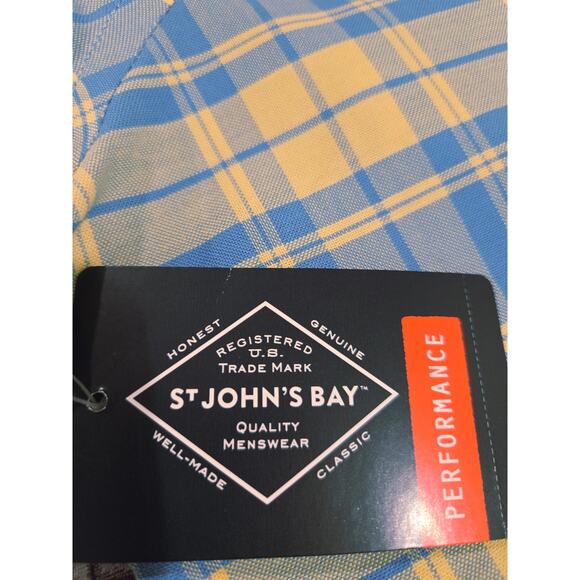 HONEST
GENUINE
REGISTERED
U.S.
TRADE MARK
ST JOHN'S BAY™
QUALITY
MENSWEAR
WELL-MADE
CLASSIC
PERFORMANCE